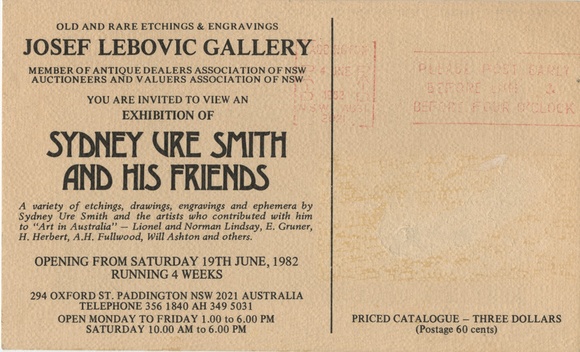 OLD AND RARE ETCHINGS & ENGRAVINGS
JOSEF LEBOVIC GALLERY
MEMBER OF ANTIQUE DEALERS ASSOCIATION OF NSW
AUCTIONEERS AND VALUERS ASSOCIATION OF NSW
YOU ARE INVITED TO VIEW AN
EXHIBITION OF
SYDNEY URE SMITH
AND HIS FRIENDS
A variety of etchings, drawings, engravings and ephemera by
Sydney Ure Smith and the artists who contributed with him
to "Art in Australia" — Lionel and Norman Lindsay, E. Gruner,
H. Herbert, A.H. Fullwood, Will Ashton and others.
OPENING FROM SATURDAY 19TH JUNE, 1982
RUNNING 4 WEEKS
294 OXFORD ST. PADDINGTON NSW 2021 AUSTRALIA
TELEPHONE 356 1840 AH 349 5031
OPEN MONDAY TO FRIDAY 1.00 to 6.00 PM
SATURDAY 10.00 AM to 6.00 PM
PLEASE POST EARLY
BEFORE
BEFORE O'CLOCK
PRICED CATALOGUE — THREE DOLLARS
(Postage 60 cents)